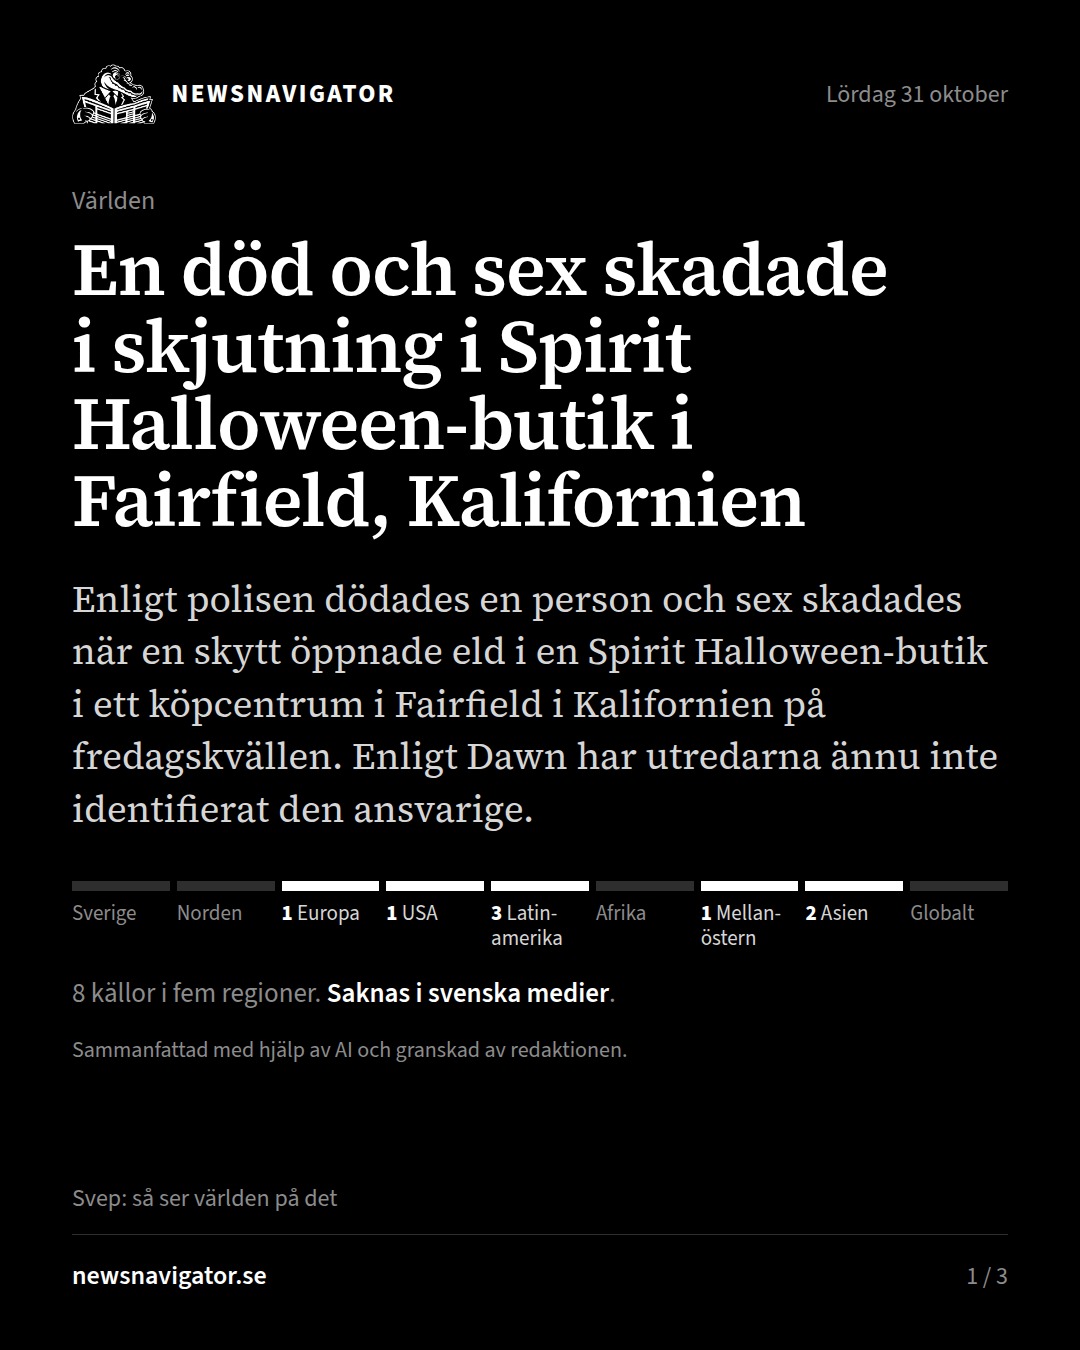 NEWSNAVIGATOR
Lördag 31 oktober
Världen
En död och sex skadade
i skjutning i Spirit
Halloween-butik i
Fairfield, Kalifornien
Enligt polisen dödades en person och sex skadades
när en skytt öppnade eld i en Spirit Halloween-butik
i ett köpcentrum i Fairfield i Kalifornien på
fredagskvällen. Enligt Dawn har utredarna ännu inte
identifierat den ansvarige.
Sverige
Norden
1 Europa
1 USA
3 Latin-
amerika
Afrika
1 Mellan-
östern
2 Asien
Globalt
8 källor i fem regioner. Saknas i svenska medier.
Sammanfattad med hjälp av AI och granskad av redaktionen.
Svep: så ser världen på det
newsnavigator.se
1 / 3